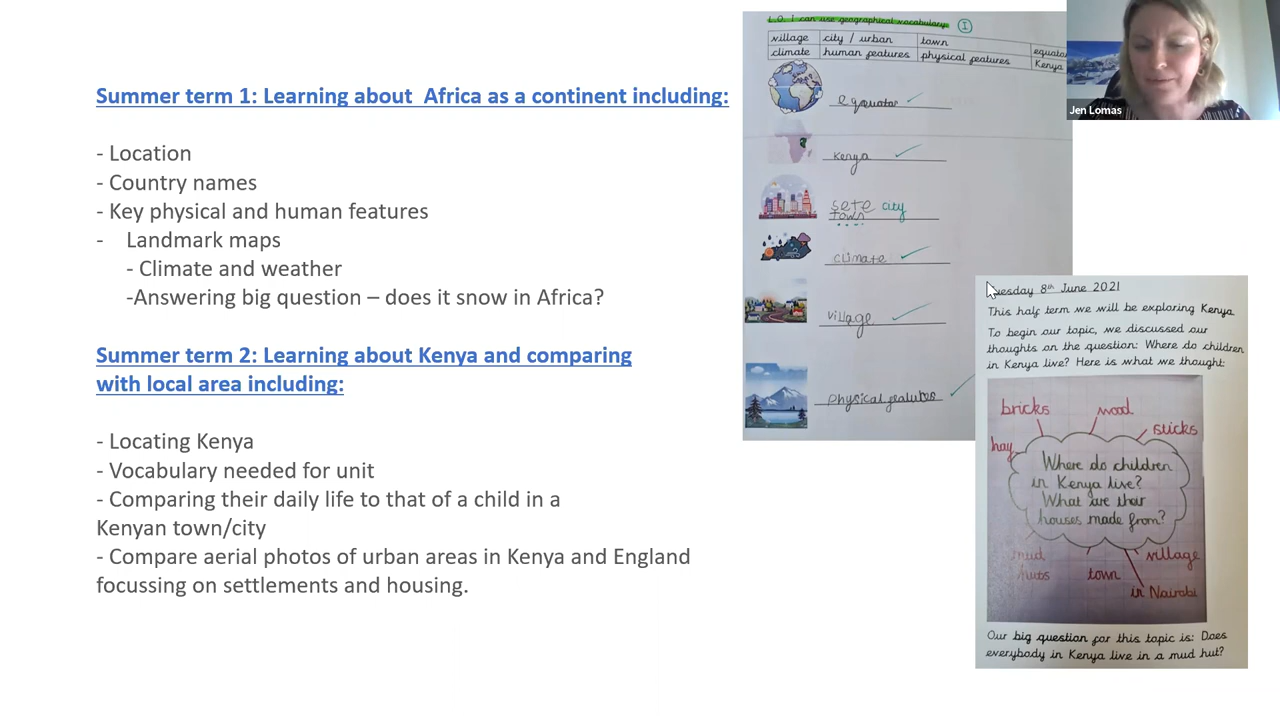 Summer term 1: Learning about  Africa as a continent including:
- Location
- Country names
- Key physical and human features
-   Landmark maps
- Climate and weather
-Answering big question – does it snow in Africa?
Summer term 2: Learning about Kenya and comparing
with local area including:
- Locating Kenya
- Vocabulary needed for unit
- Comparing their daily life to that of a child in a
Kenyan town/city
- Compare aerial photos of urban areas in Kenya and England
focussing on settlements and housing.
L.O. I can use geographical vocabulary I
village city / urban town
climate human features physical features Kenya
equator
Kenya
sete city
town
climate
village
physical featubes
Jen Lomas
uesday 8th June 2021
This half term we will be exploring Kenya.
To begin our topic, we discussed our
thoughts on the question: Where do children
in Kenya live? Here is what we thought:
bricks wood
sticks
hay
Where do children
in Kenya live?
What are their
houses made from?
mud village
huts town
in Nairobi
Our big question for this topic is: Does
everybody in Kenya live in a mud hut?